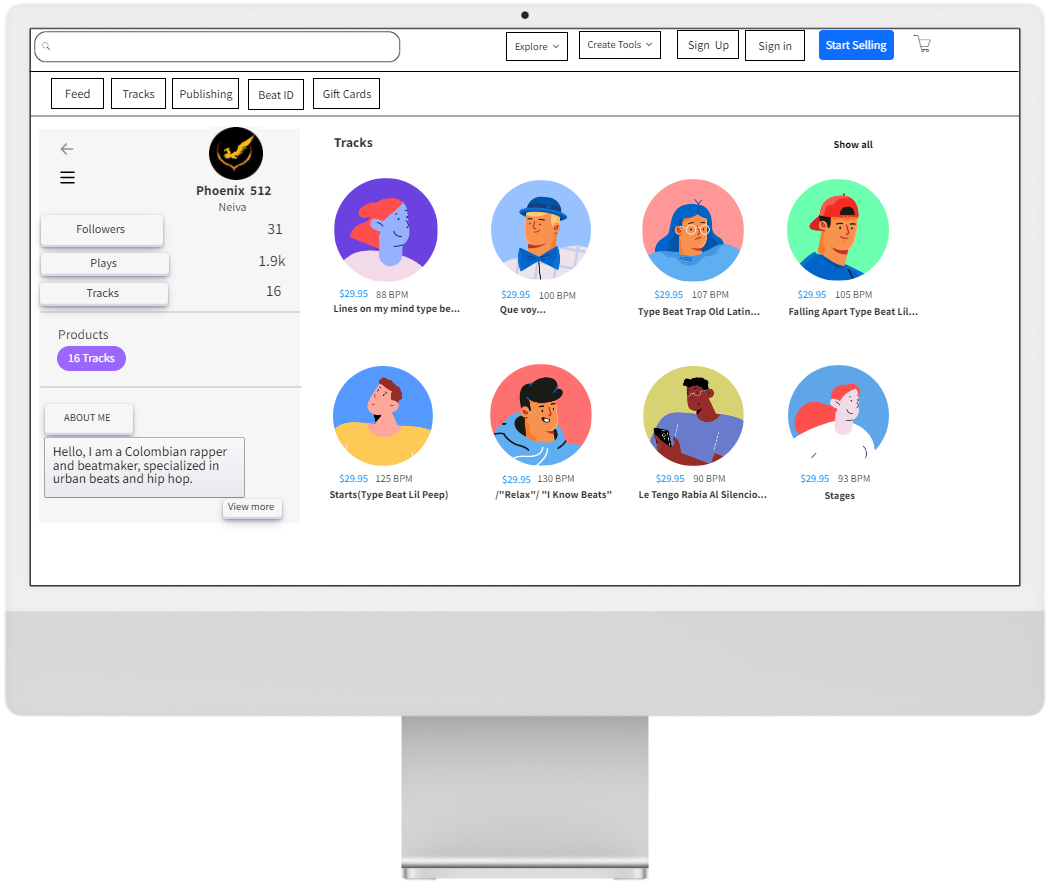 Explore
Create Tools
Sign Up
Sign in
Start Selling
Feed
Tracks
Publishing
Beat ID
Gift Cards
Phoenix 512
Neiva
Followers 31
Plays 1.9k
Tracks 16
Products
16 Tracks
ABOUT ME
Hello, I am a Colombian rapper
and beatmaker, specialized in
urban beats and hip hop.
View more
Tracks
Show all
$29.95 88 BPM
Lines on my mind type be...
$29.95 100 BPM
Que voy...
$29.95 107 BPM
Type Beat Trap Old Latin...
$29.95 105 BPM
Falling Apart Type Beat Lil...
$29.95 125 BPM
Starts(Type Beat Lil Peep)
$29.95 130 BPM
/"Relax"/ "I Know Beats"
$29.95 90 BPM
Le Tengo Rabia Al Silencio...
$29.95 93 BPM
Stages